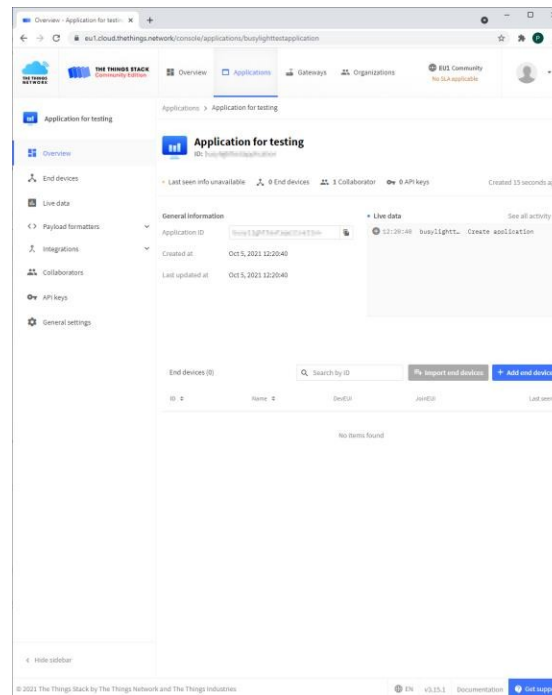 Overview - Application for testin
eu1.cloud.thethings.network/console/applications/busylighttestapplication
THE THINGS NETWORK
THE THINGS STACK
Community Edition
Overview
Applications
Gateways
Organizations
EU1 Community
No SLA applicable
Application for testing
Overview
End devices
Live data
Payload formatters
Integrations
Collaborators
API keys
General settings
Hide sidebar
Applications > Application for testing
Application for testing
ID:
Last seen info unavailable 0 End devices 1 Collaborator 0 API keys Created 15 seconds ag
General information
Application ID
Created at Oct 5, 2021 12:20:40
Last updated at Oct 5, 2021 12:20:40
Live data See all activity
12:20:40 busylightt… Create application
End devices (0) Search by ID Import end devices + Add end device
ID Name DevEUI JoinEUI Last seen
No items found
© 2021 The Things Stack by The Things Network and The Things Industries EN v3.15.1 Documentation Get supp